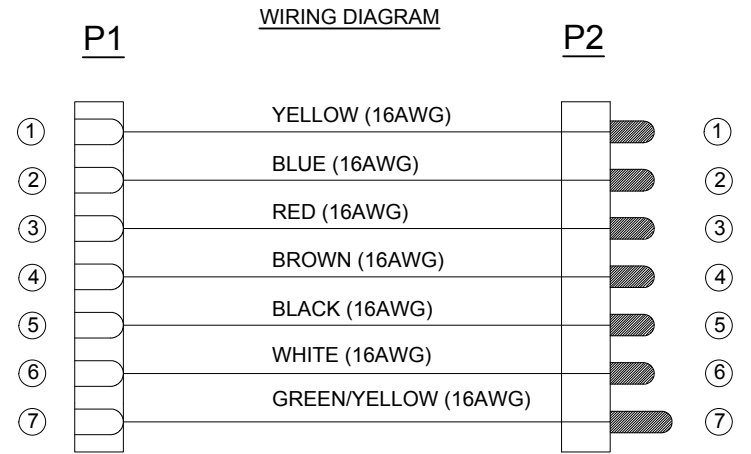 WIRING DIAGRAM
P1 P2
YELLOW (16AWG)
1 1
BLUE (16AWG)
2 2
RED (16AWG)
3 3
BROWN (16AWG)
4 4
BLACK (16AWG)
5 5
WHITE (16AWG)
6 6
GREEN/YELLOW (16AWG)
7 7